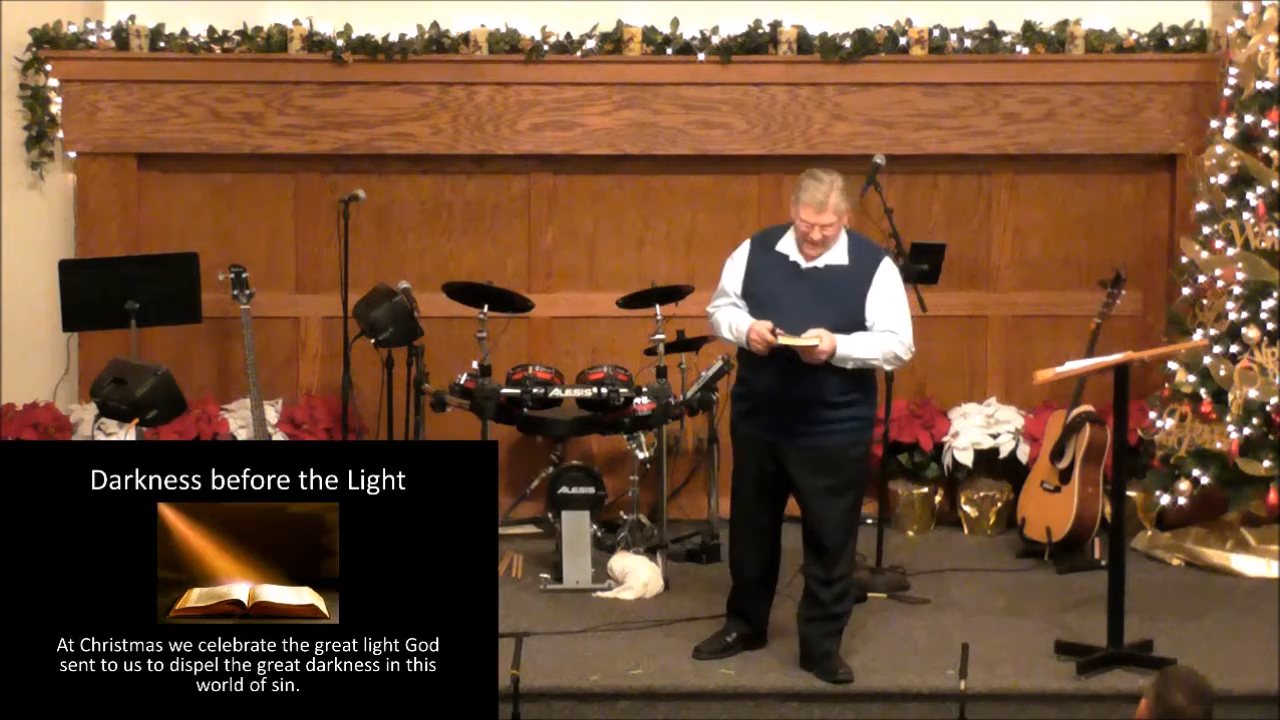 ALESIS
ALESIS
Darkness before the Light
At Christmas we celebrate the great light God
sent to us to dispel the great darkness in this
world of sin.